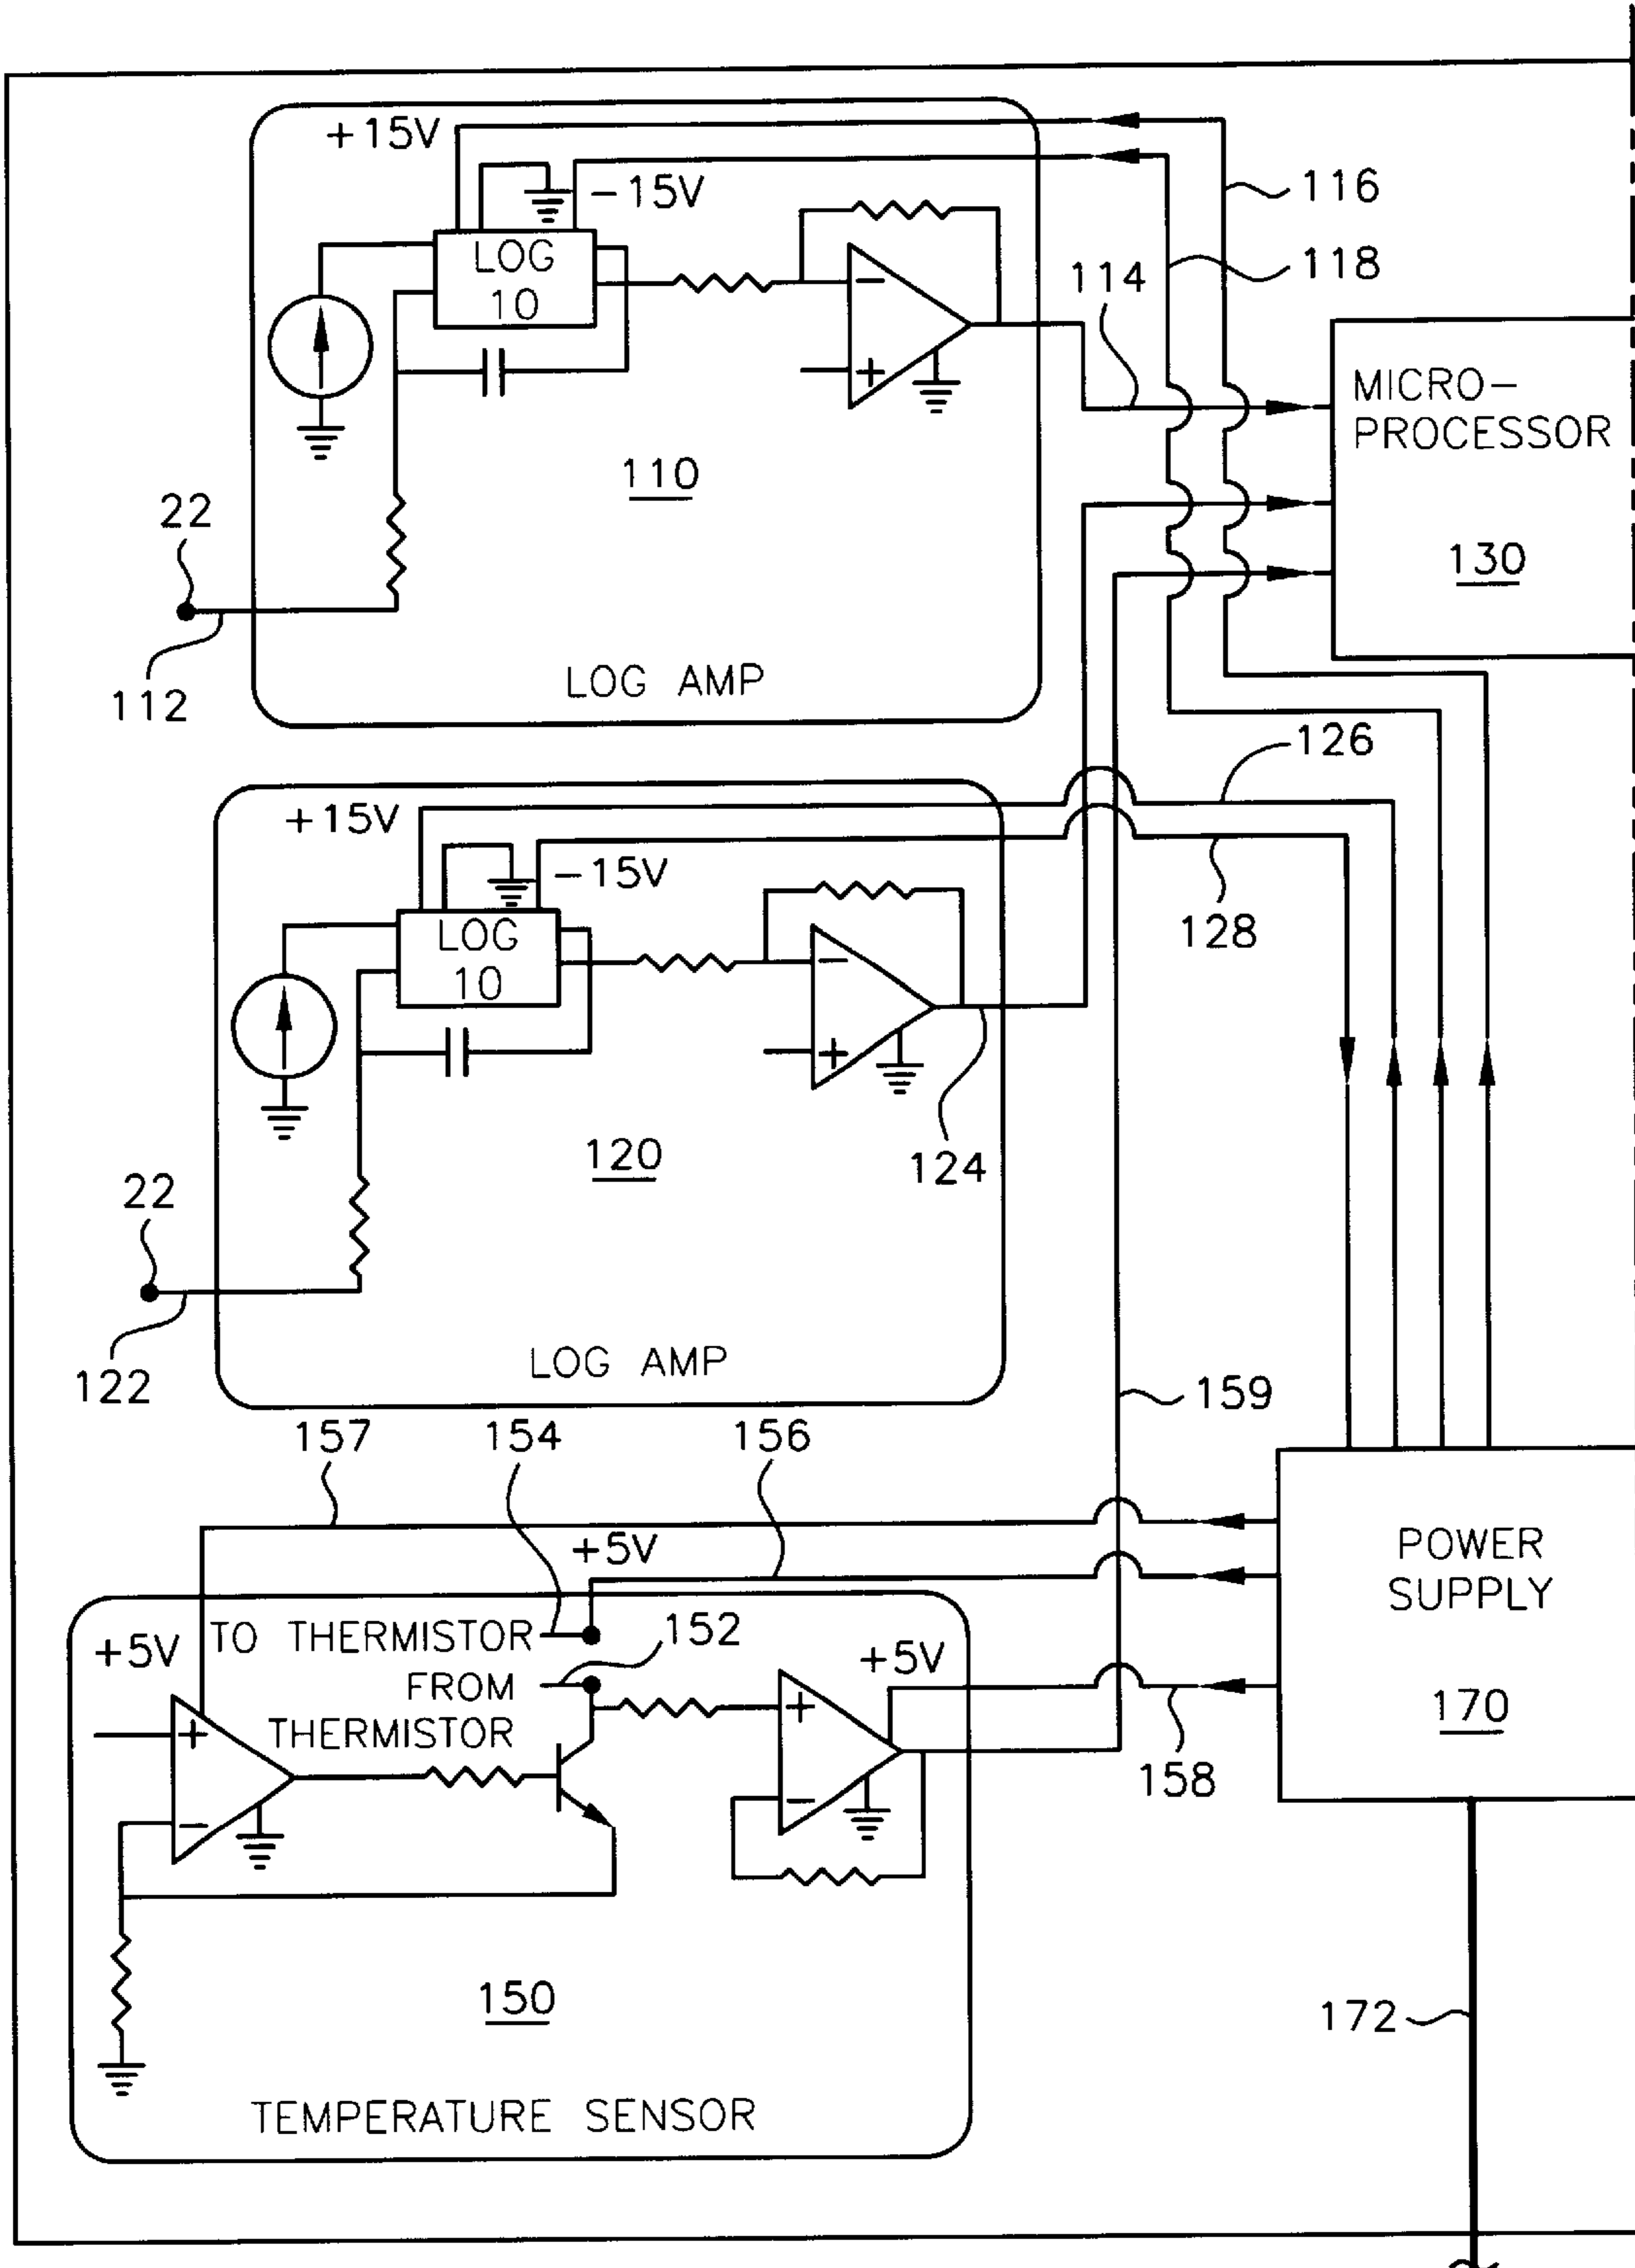 +15V
-15V
116
LOG
10
114
118
MICRO-
PROCESSOR
110
22
130
112
LOG AMP
126
+15V
-15V
128
LOG
10
120
124
22
122
LOG AMP
159
157
154
156
+5V
POWER
SUPPLY
TO THERMISTOR
152
+5V
FROM
THERMISTOR
+5V
170
158
150
172
TEMPERATURE SENSOR